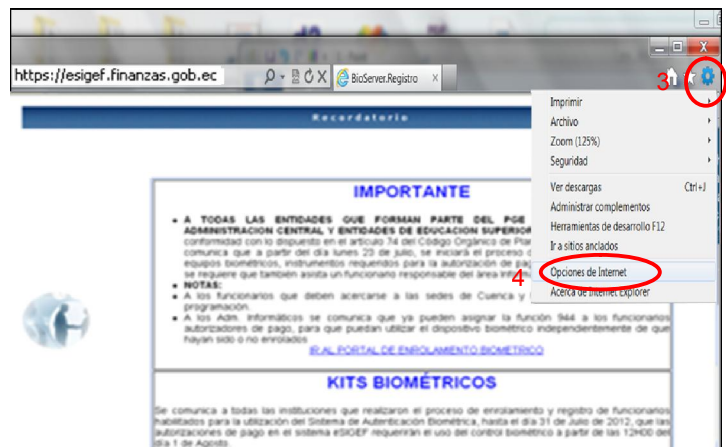 https://esigef.finanzas.gob.ec
BioServer.Registro
3
Recordatorio
Imprimir
Archivo
Zoom (125%)
Seguridad
Ver descargas Ctrl+J
Administrar complementos
Herramientas de desarrollo F12
Ir a sitios anclados
4 Opciones de Internet
Acerca de Internet Explorer
IMPORTANTE
A TODAS LAS ENTIDADES QUE FORMAN PARTE DEL PGE
ADMINISTRACION CENTRAL Y ENTIDADES DE EDUCACION SUPERIOR
conformidad con lo dispuesto en el artículo 74 del Código Orgánico de
comunica que a partir del día lunes 23 de julio, se iniciará el proceso
equipos biométricos, instrumentos requeridos para la autorización de
se requiere que también asista un funcionario responsable del área
NOTAS:
A los funcionarios que deben acercarse a las sedes de Cuenca y
programación.
A los Adm. Informáticos se comunica que ya pueden asignar la función 944 a los funcionarios
autorizadores de pago, para que puedan utilizar el dispositivo biométrico independientemente de que
hayan sido o no enrolados
IR AL PORTAL DE ENROLAMIENTO BIOMETRICO
KITS BIOMÉTRICOS
Se comunica a todas las instituciones que realizaron el proceso de enrolamiento y registro de funcionarios
habilitados para la utilización del Sistema de Autenticación Biométrica, hasta el día 31 de Julio de 2012, que las
autorizaciones de pago en el sistema eSIGEF requerirán el uso del control biométrico a partir de las 12H00 del
día 1 de Agosto.